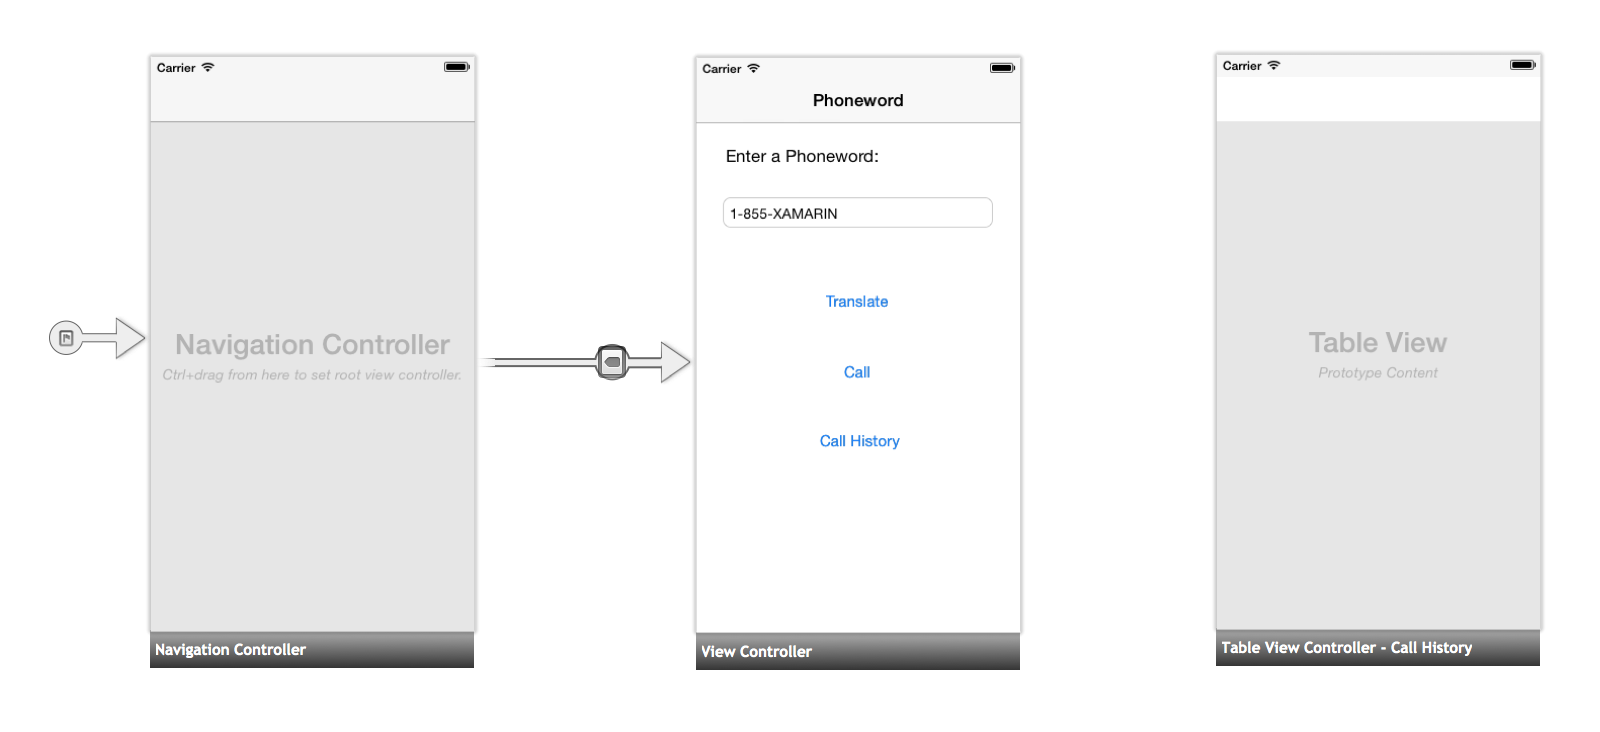 Carrier
Navigation Controller
Ctrl+drag from here to set root view controller.
Navigation Controller
Carrier
Phoneword
Enter a Phoneword:
1-855-XAMARIN
Translate
Call
Call History
View Controller
Carrier
Table View
Prototype Content
Table View Controller - Call History